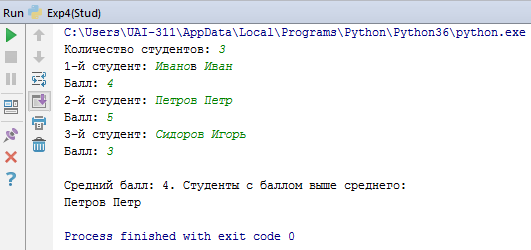 Run Exp4(Stud)
C:\Users\UAI-311\AppData\Local\Programs\Python\Python36\python.exe
Количество студентов: 3
1-й студент: Иванов Иван
Балл: 4
2-й студент: Петров Петр
Балл: 5
3-й студент: Сидоров Игорь
Балл: 3
Средний балл: 4. Студенты с баллом выше среднего:
Петров Петр
Process finished with exit code 0